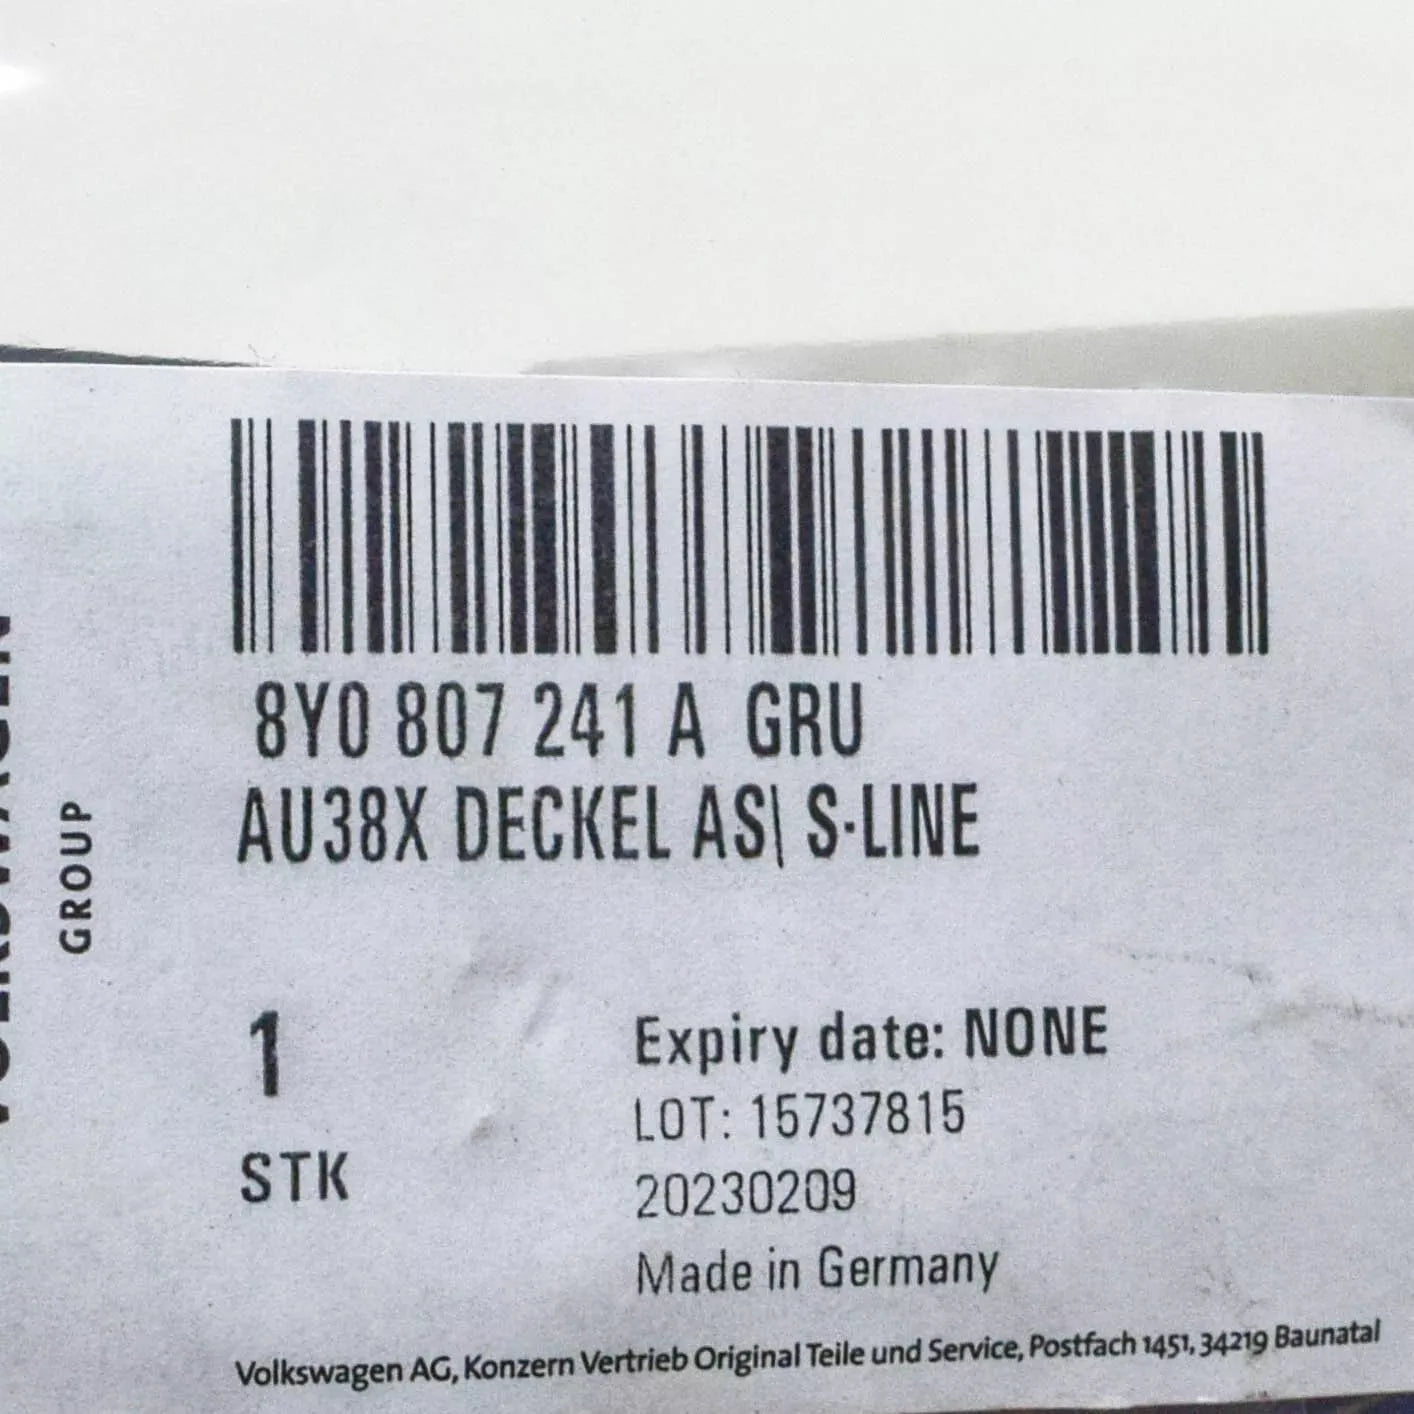 8Y0 807 241 A GRU
AU38X DECKEL AS\ S-LINE
GROUP
1
STK
Expiry date: NONE
LOT: 15737815
20230209
Made in Germany
Volkswagen AG, Konzern Vertrieb Original Teile und Service, Postfach 1451, 34219 Baunatal